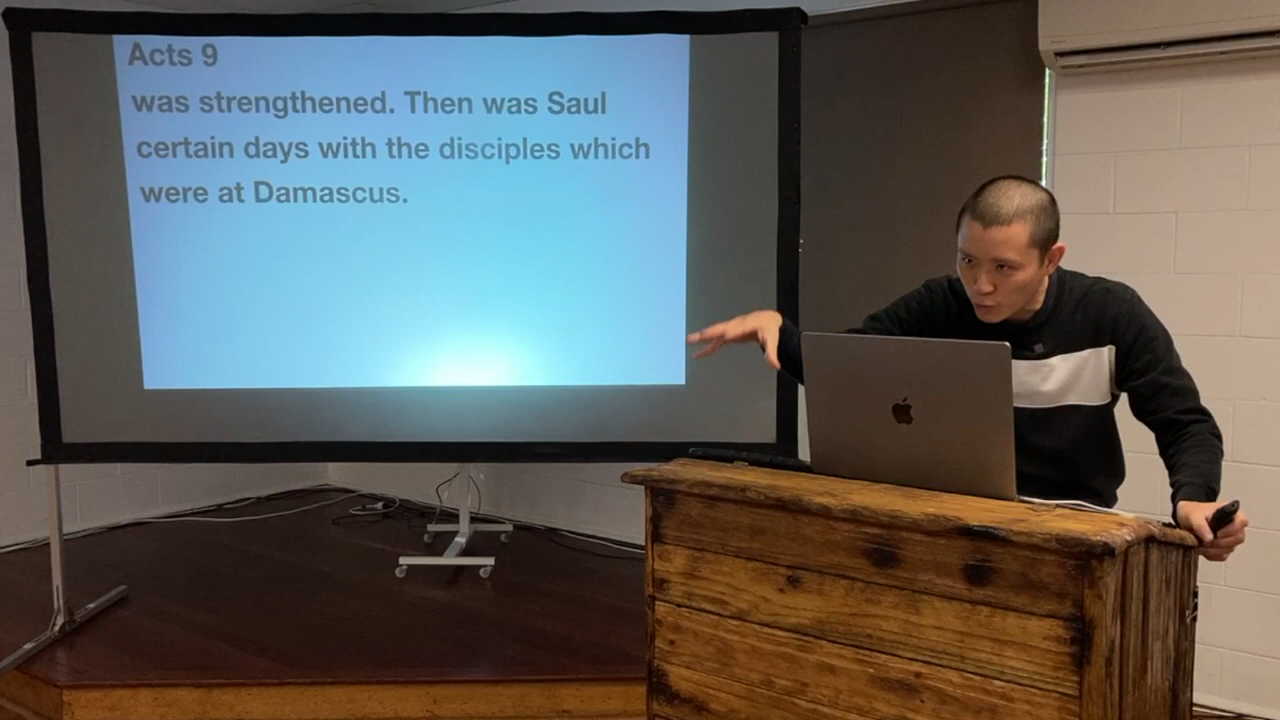 Acts 9
was strengthened. Then was Saul
certain days with the disciples which
were at Damascus.